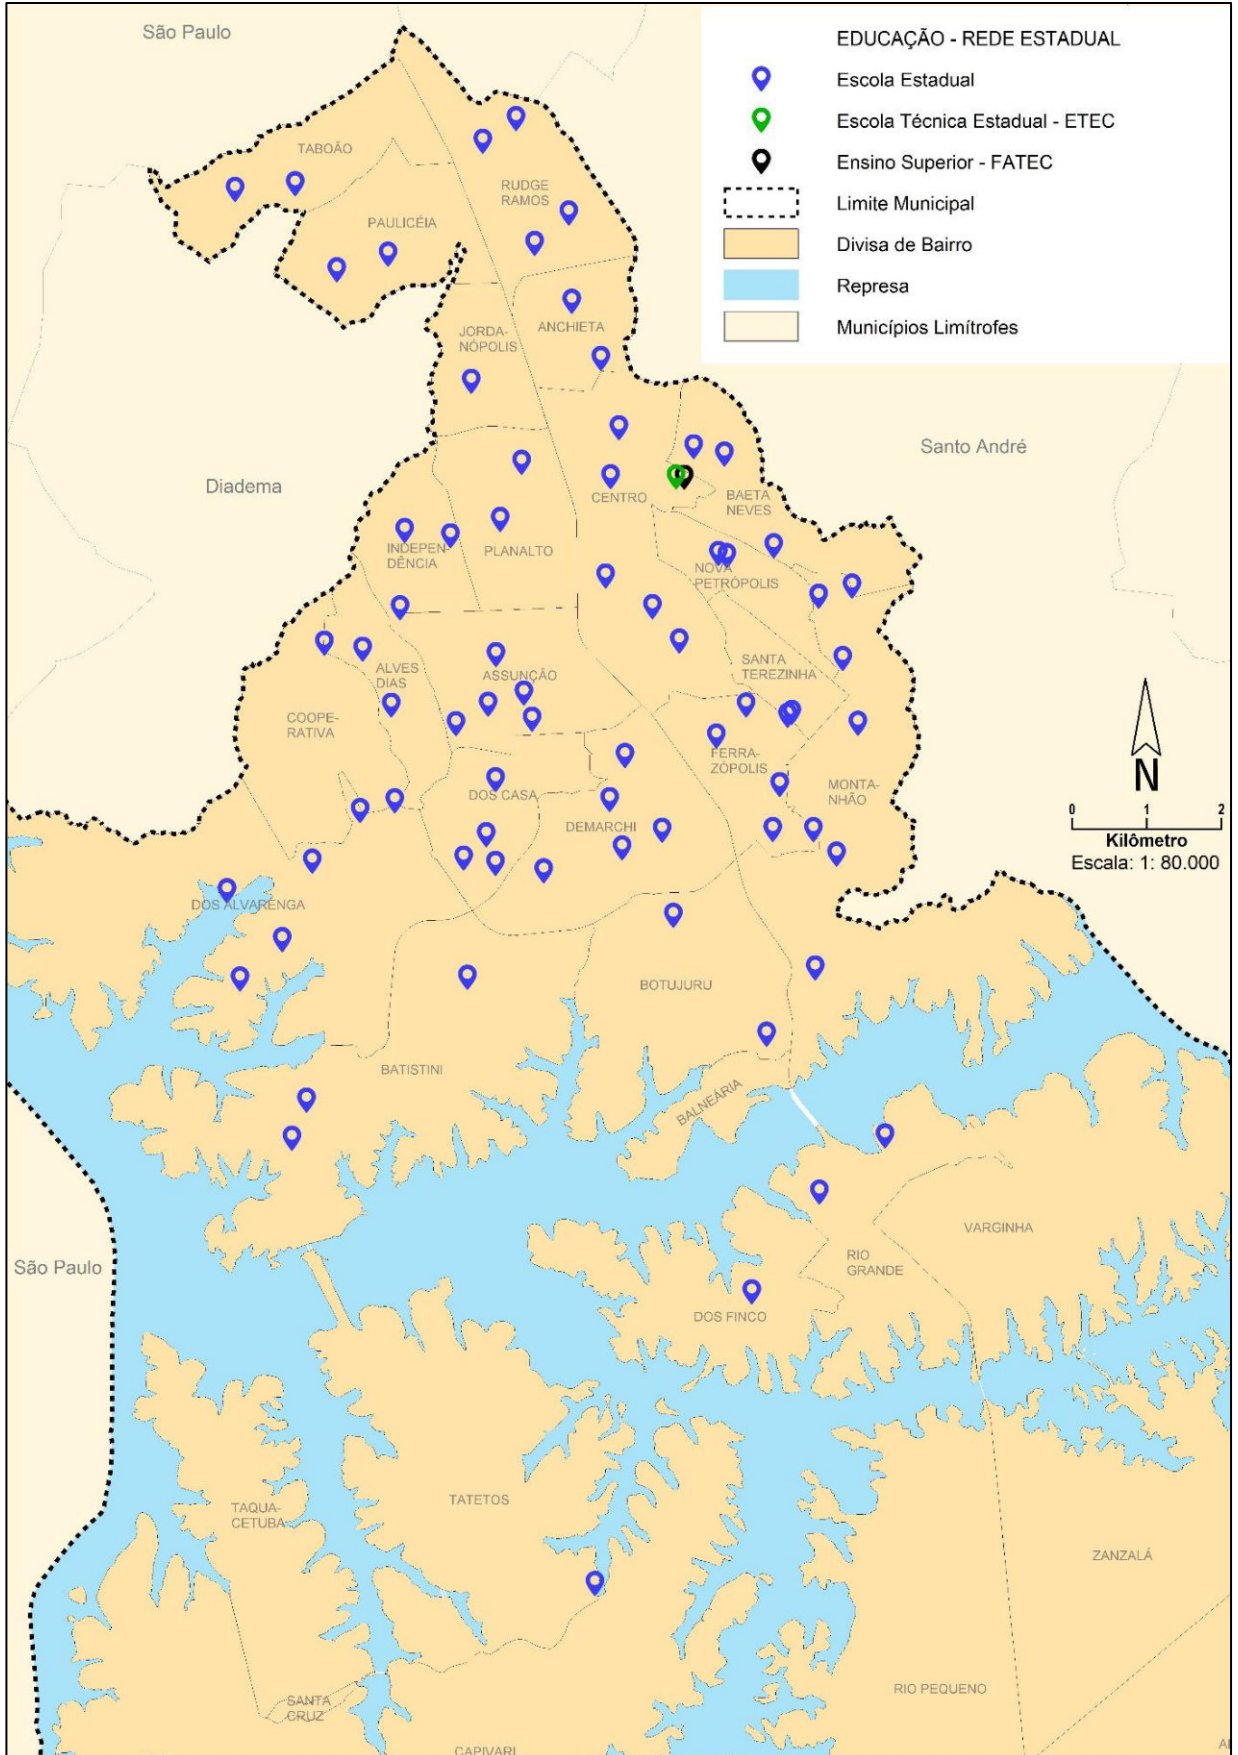 São Paulo
EDUCAÇÃO - REDE ESTADUAL
Escola Estadual
Escola Técnica Estadual - ETEC
Ensino Superior - FATEC
Limite Municipal
Divisa de Bairro
Represa
Municípios Limítrofes
TABOÃO
RUDGE
RAMOS
PAULICÉIA
ANCHIETA
JORDA-
NÓPOLIS
Santo André
Diadema
CENTRO
BAETA
NEVES
INDEPEN-
DÊNCIA
PLANALTO
NOVA
PETRÓPOLIS
SANTA
TEREZINHA
ALVES
DIAS
ASSUNÇÃO
COOPE-
RATIVA
FERRA-
ZÓPOLIS
MONTA-
NHÃO
DOS CASA
DEMARCHI
N
0 1 2
Kilômetro
Escala: 1: 80.000
DOS ALVARENGA
BOTUJURU
BATISTINI
BALNEÁRIA
VARGINHA
RIO
GRANDE
São Paulo
DOS FINCO
TATETOS
TAQUA-
CETUBA
ZANZALÁ
RIO PEQUENO
SANTA
CRUZ
CAPIVARI